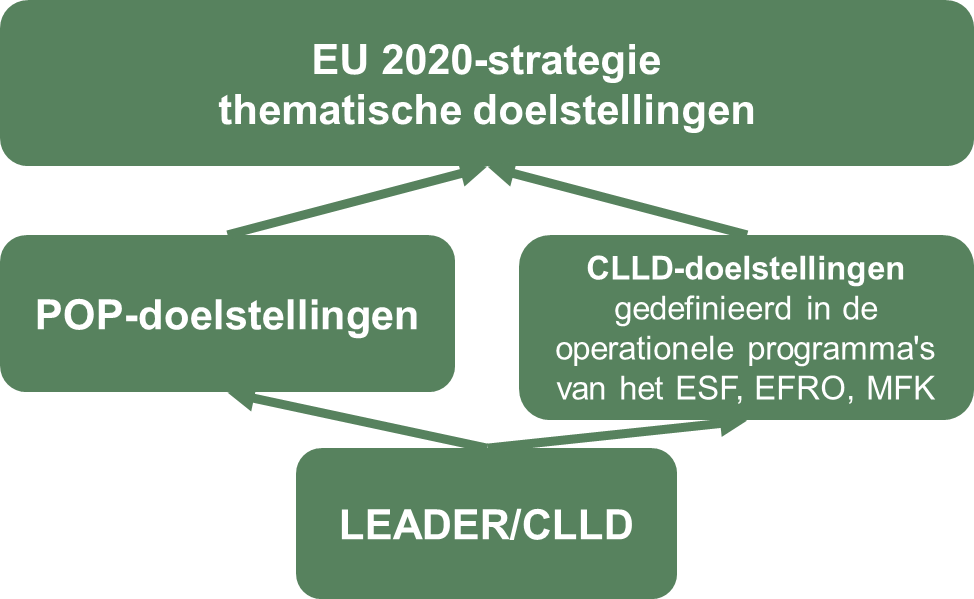 EU 2020-strategie
thematische doelstellingen
POP-doelstellingen
CLLD-doelstellingen
gedefinieerd in de
operationele programma's
van het ESF, EFRO, MFK
LEADER/CLLD